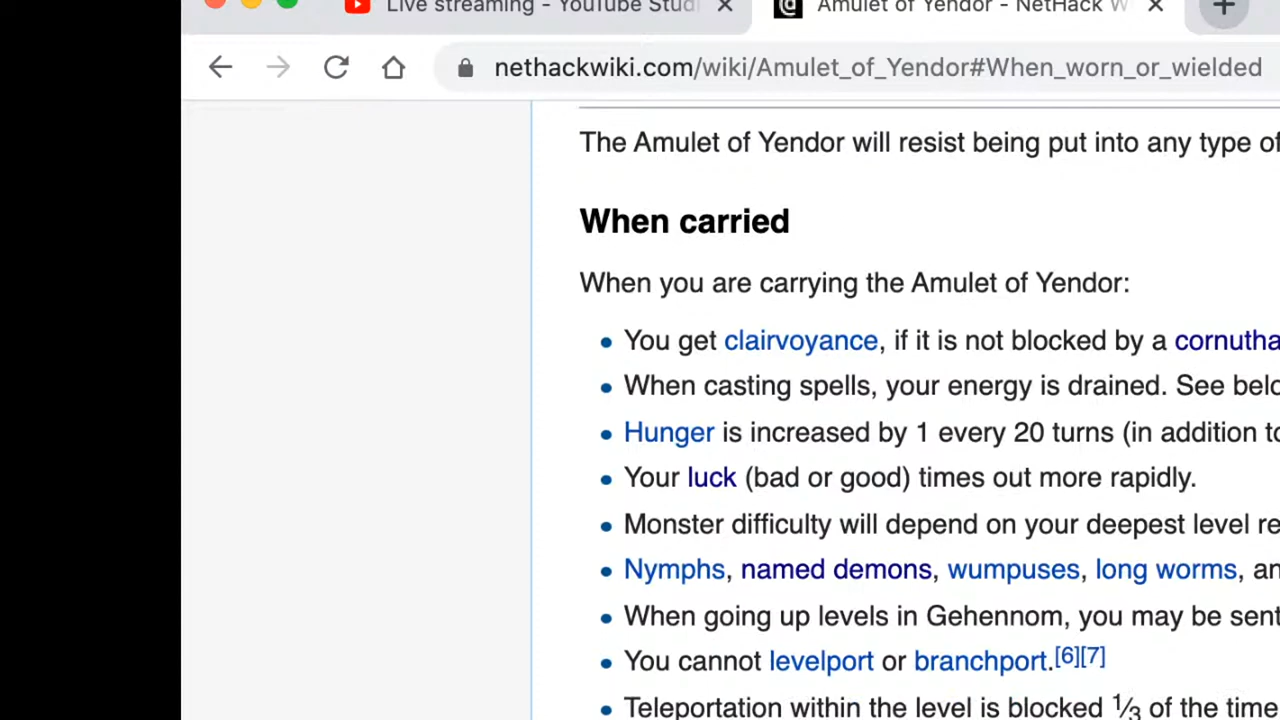 Live streaming - YouTube Stud
Amulet of Yendor - NetHack W
nethackwiki.com/wiki/Amulet_of_Yendor#When_worn_or_wielded
The Amulet of Yendor will resist being put into any type of
When carried
When you are carrying the Amulet of Yendor:
• You get clairvoyance, if it is not blocked by a cornutha
• When casting spells, your energy is drained. See belo
• Hunger is increased by 1 every 20 turns (in addition to
• Your luck (bad or good) times out more rapidly.
• Monster difficulty will depend on your deepest level re
• Nymphs, named demons, wumpuses, long worms, an
• When going up levels in Gehennom, you may be sent
• You cannot levelport or branchport.[6][7]
• Teleportation within the level is blocked ⅓ of the time